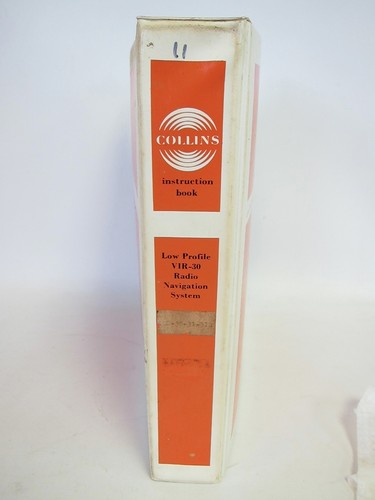 11
COLLINS
instruction
book
Low Profile
VIR-30
Radio
Navigation
System